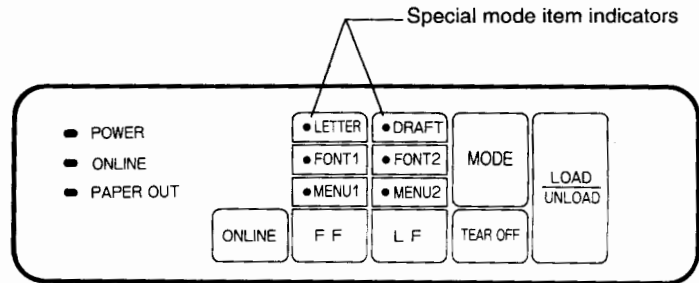 Special mode item indicators
POWER
ONLINE
PAPER OUT
LETTER
DRAFT
FONT1
FONT2
MENU1
MENU2
MODE
LOAD
UNLOAD
ONLINE
F F
L F
TEAR OFF